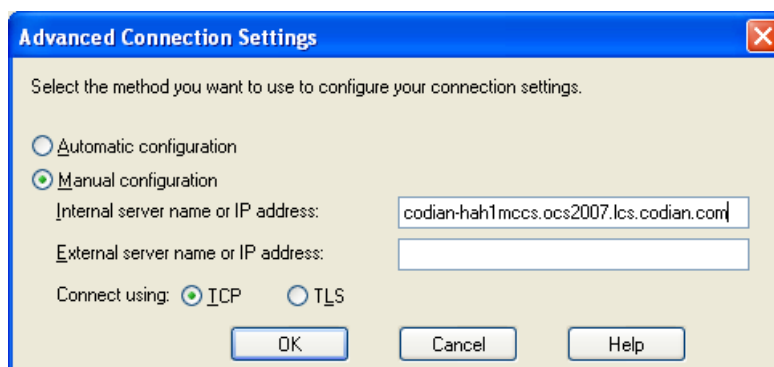 Advanced Connection Settings
Select the method you want to use to configure your connection settings.
Automatic configuration
Manual configuration
Internal server name or IP address: codian-hah1mccs.ocs2007.lcs.codian.com
External server name or IP address:
Connect using: TCP TLS
OK Cancel Help